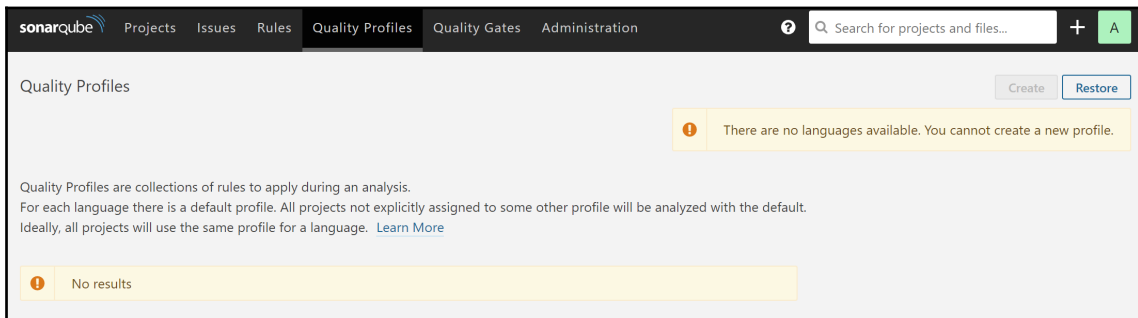 sonarqube Projects Issues Rules Quality Profiles Quality Gates Administration ? Search for projects and files... + A
Quality Profiles
Create Restore
There are no languages available. You cannot create a new profile.
Quality Profiles are collections of rules to apply during an analysis.
For each language there is a default profile. All projects not explicitly assigned to some other profile will be analyzed with the default.
Ideally, all projects will use the same profile for a language. Learn More
No results